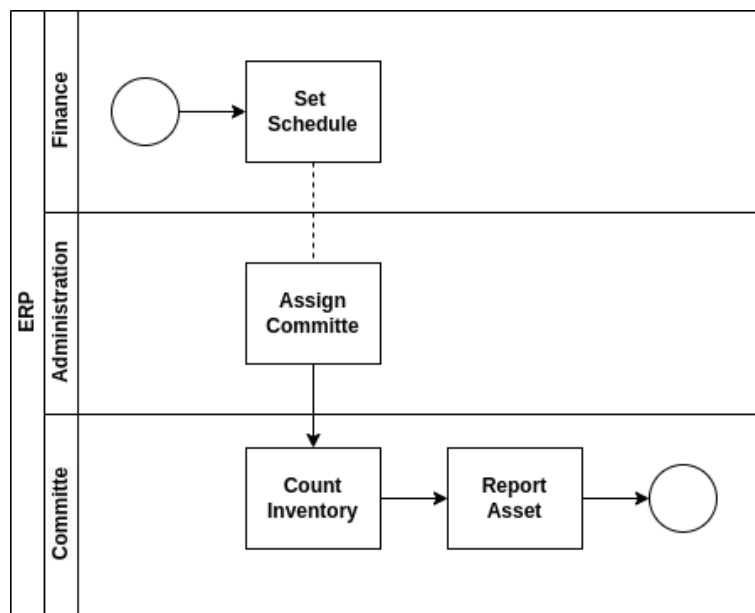 ERP
Finance
Set
Schedule
Administration
Assign
Committe
Committe
Count
Inventory
Report
Asset